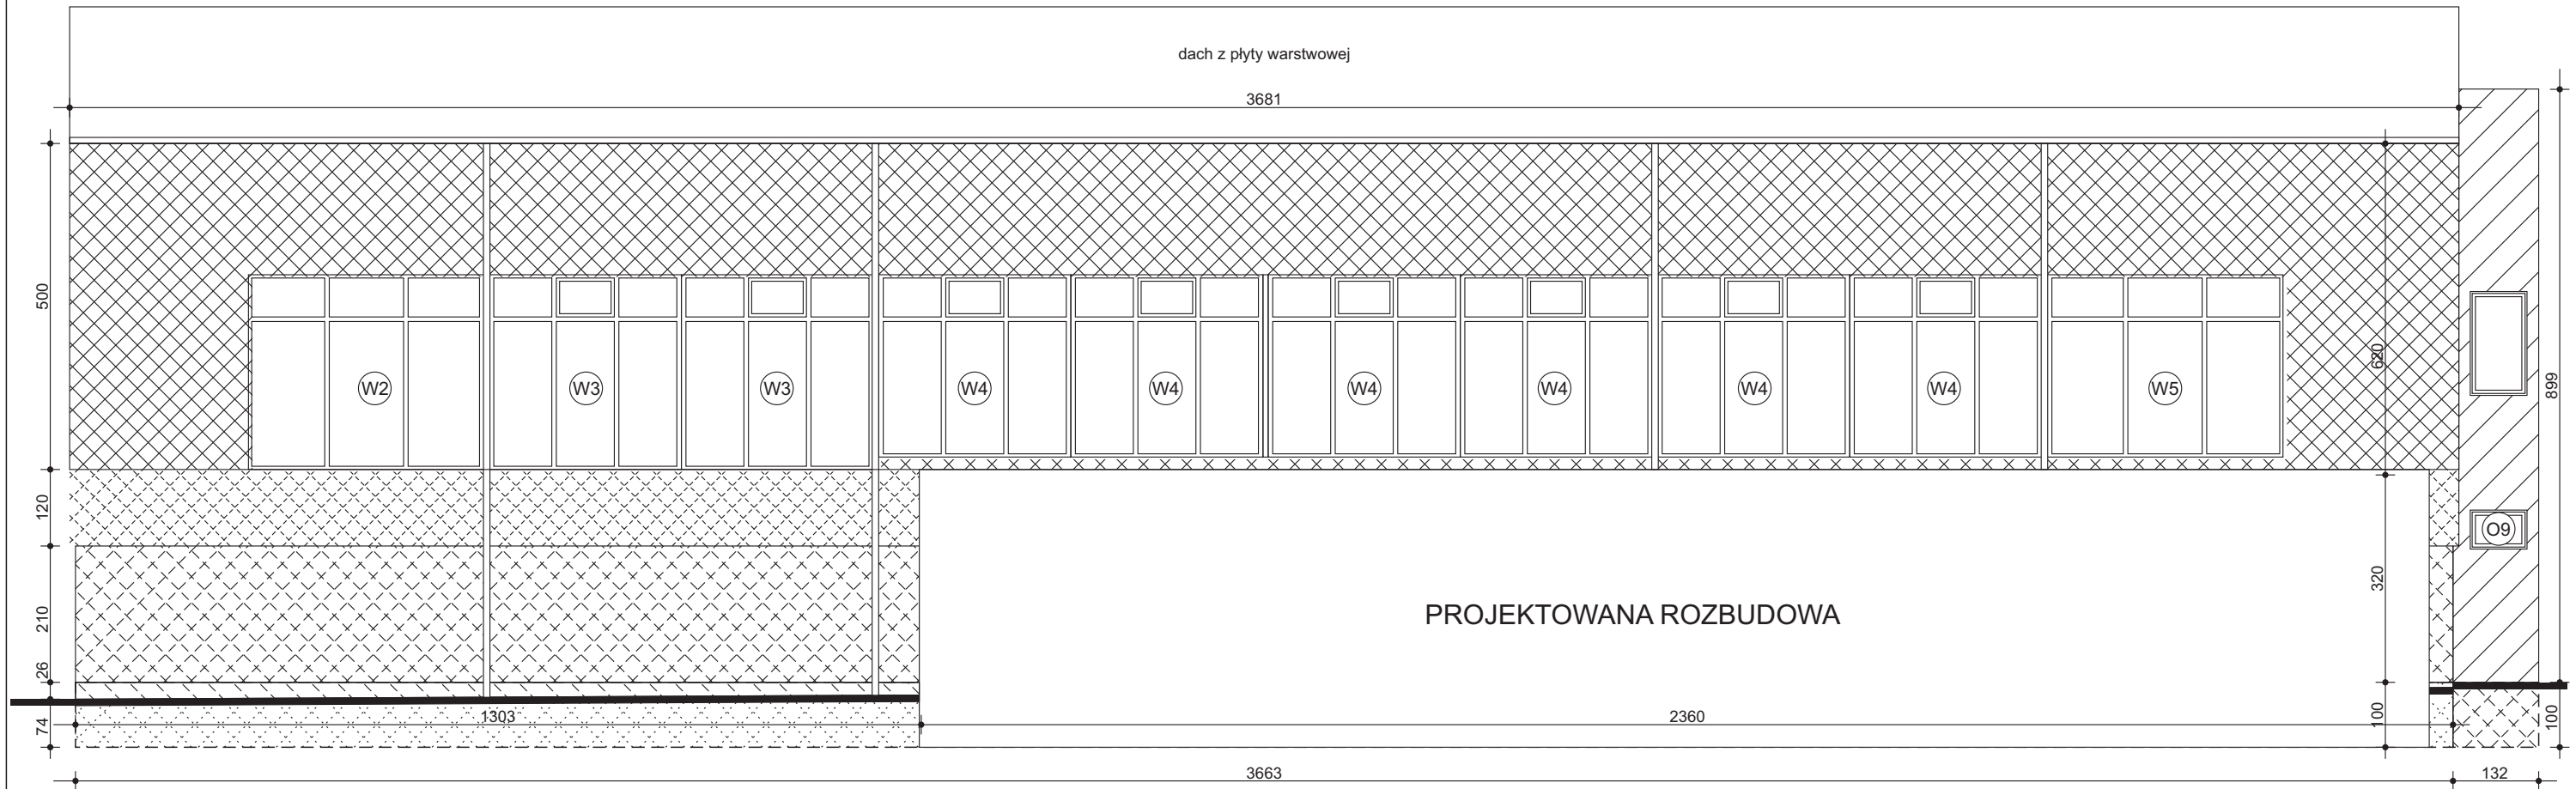 dach z płyty warstwowej
3681
500
620
899
W2
W3
W3
W4
W4
W4
W4
W4
W4
W5
120
O9
210
320
PROJEKTOWANA ROZBUDOWA
26
74
1303
2360
100
100
3663
132